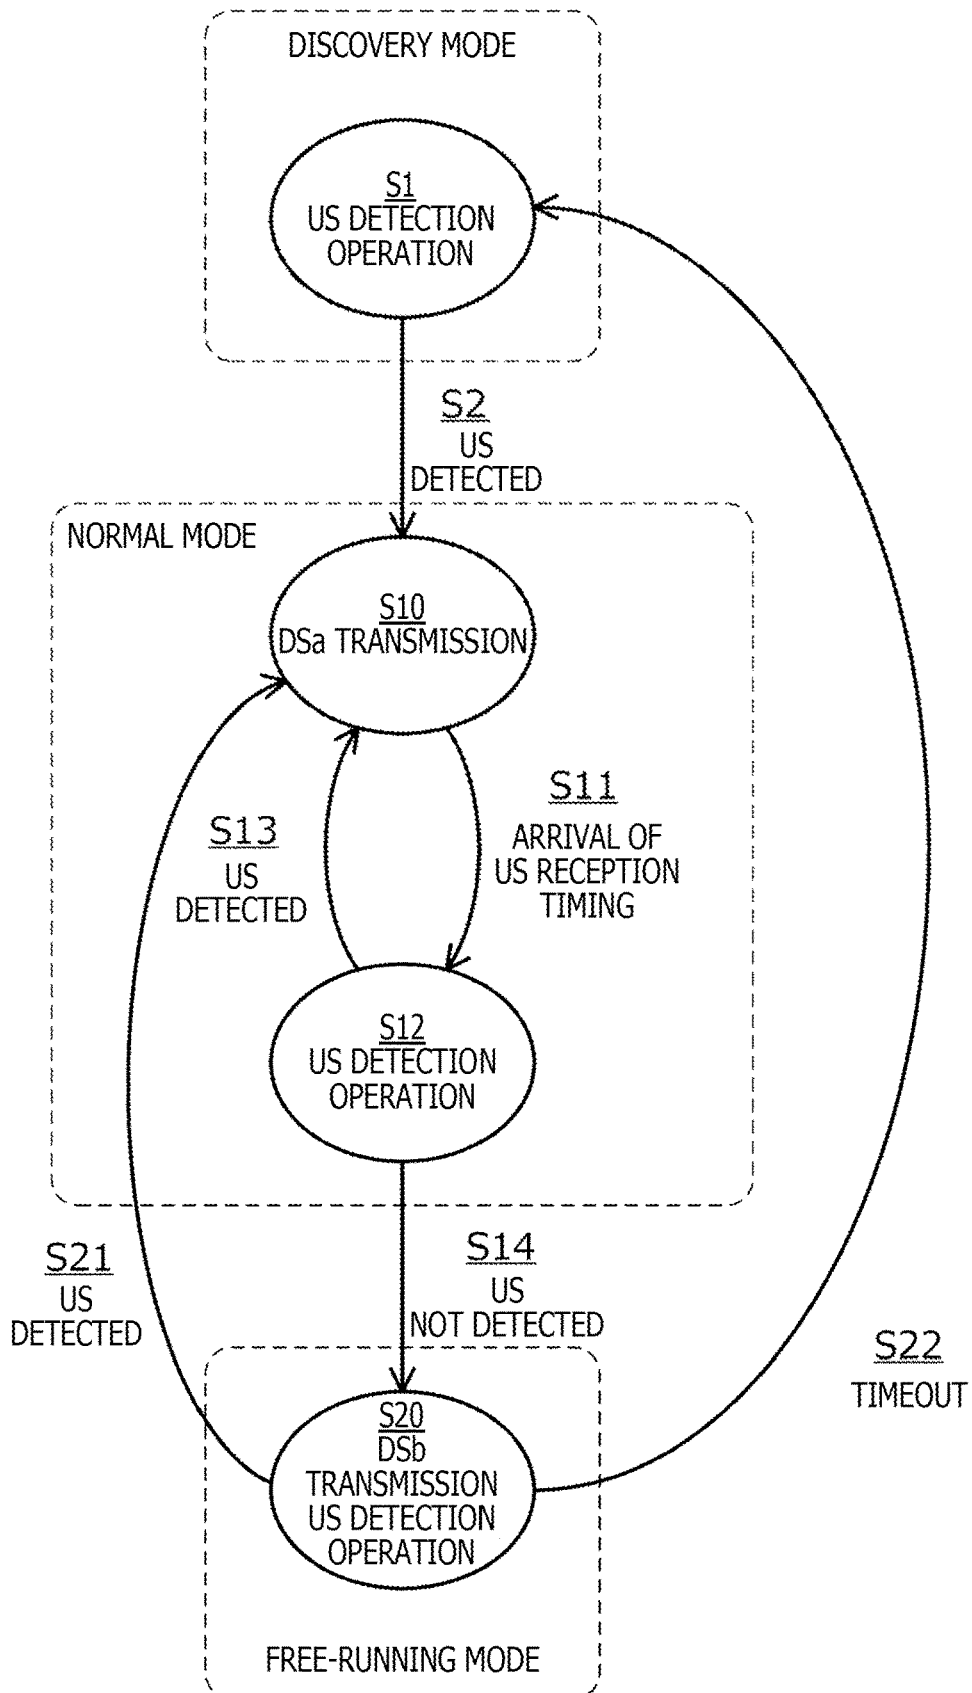 DISCOVERY MODE
S1
US DETECTION
OPERATION
S2
US
DETECTED
NORMAL MODE
S10
DSa TRANSMISSION
S11
ARRIVAL OF
US RECEPTION
TIMING
S13
US
DETECTED
S12
US DETECTION
OPERATION
S14
US
NOT DETECTED
S21
US
DETECTED
S22
TIMEOUT
S20
DSb
TRANSMISSION
US DETECTION
OPERATION
FREE-RUNNING MODE